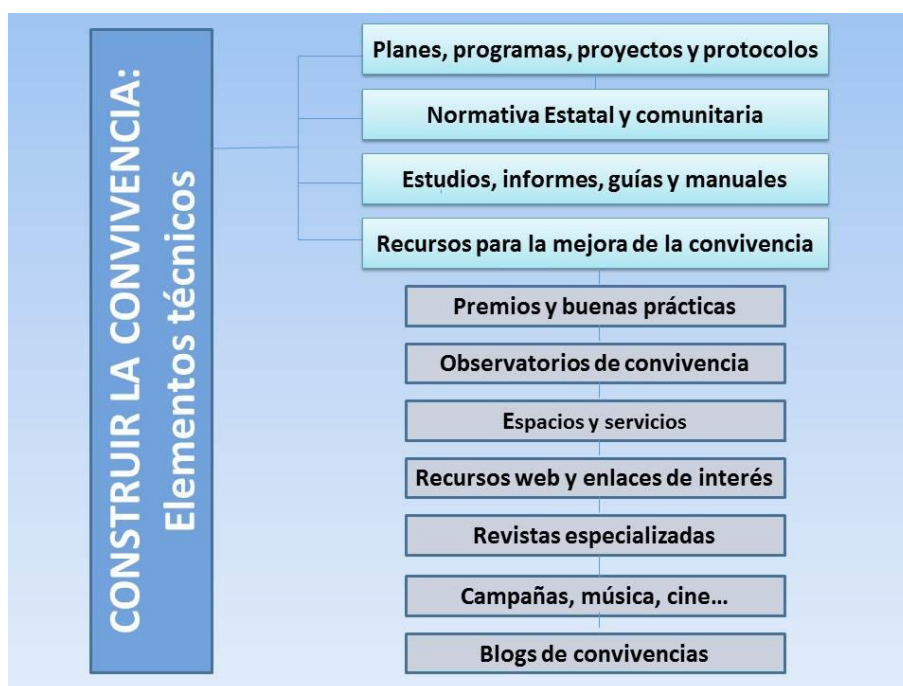 CONSTRUIR LA CONVIVENCIA:
Elementos técnicos
Planes, programas, proyectos y protocolos
Normativa Estatal y comunitaria
Estudios, informes, guías y manuales
Recursos para la mejora de la convivencia
Premios y buenas prácticas
Observatorios de convivencia
Espacios y servicios
Recursos web y enlaces de interés
Revistas especializadas
Campañas, música, cine...
Blogs de convivencias